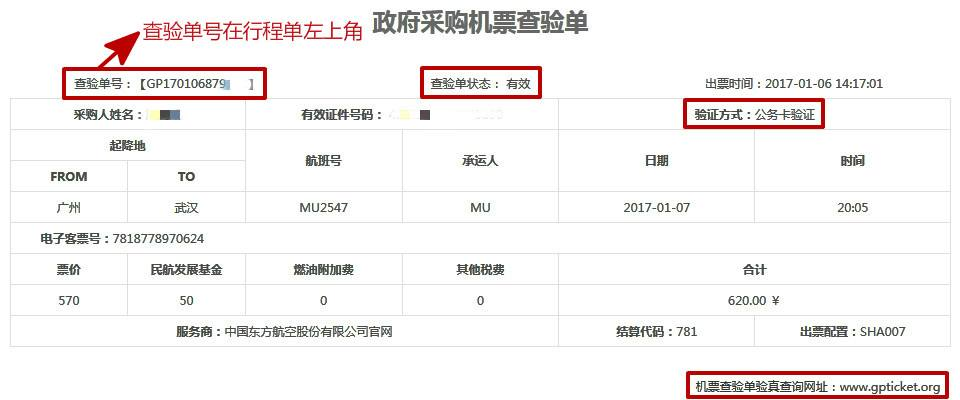 查验单号在行程单左上角
政府采购机票查验单
查验单号：【GP170106879 】 查验单状态： 有效 出票时间：2017-01-06 14:17:01
采购人姓名： 有效证件号码： 验证方式：公务卡验证
起降地 航班号 承运人 日期 时间
FROM TO
广州 武汉 MU2547 MU 2017-01-07 20:05
电子客票号：7818778970624
票价 民航发展基金 燃油附加费 其他税费 合计
570 50 0 0 620.00 ¥
服务商：中国东方航空股份有限公司官网 结算代码：781 出票配置：SHA007
机票查验单验真查询网址：www.gpticket.org